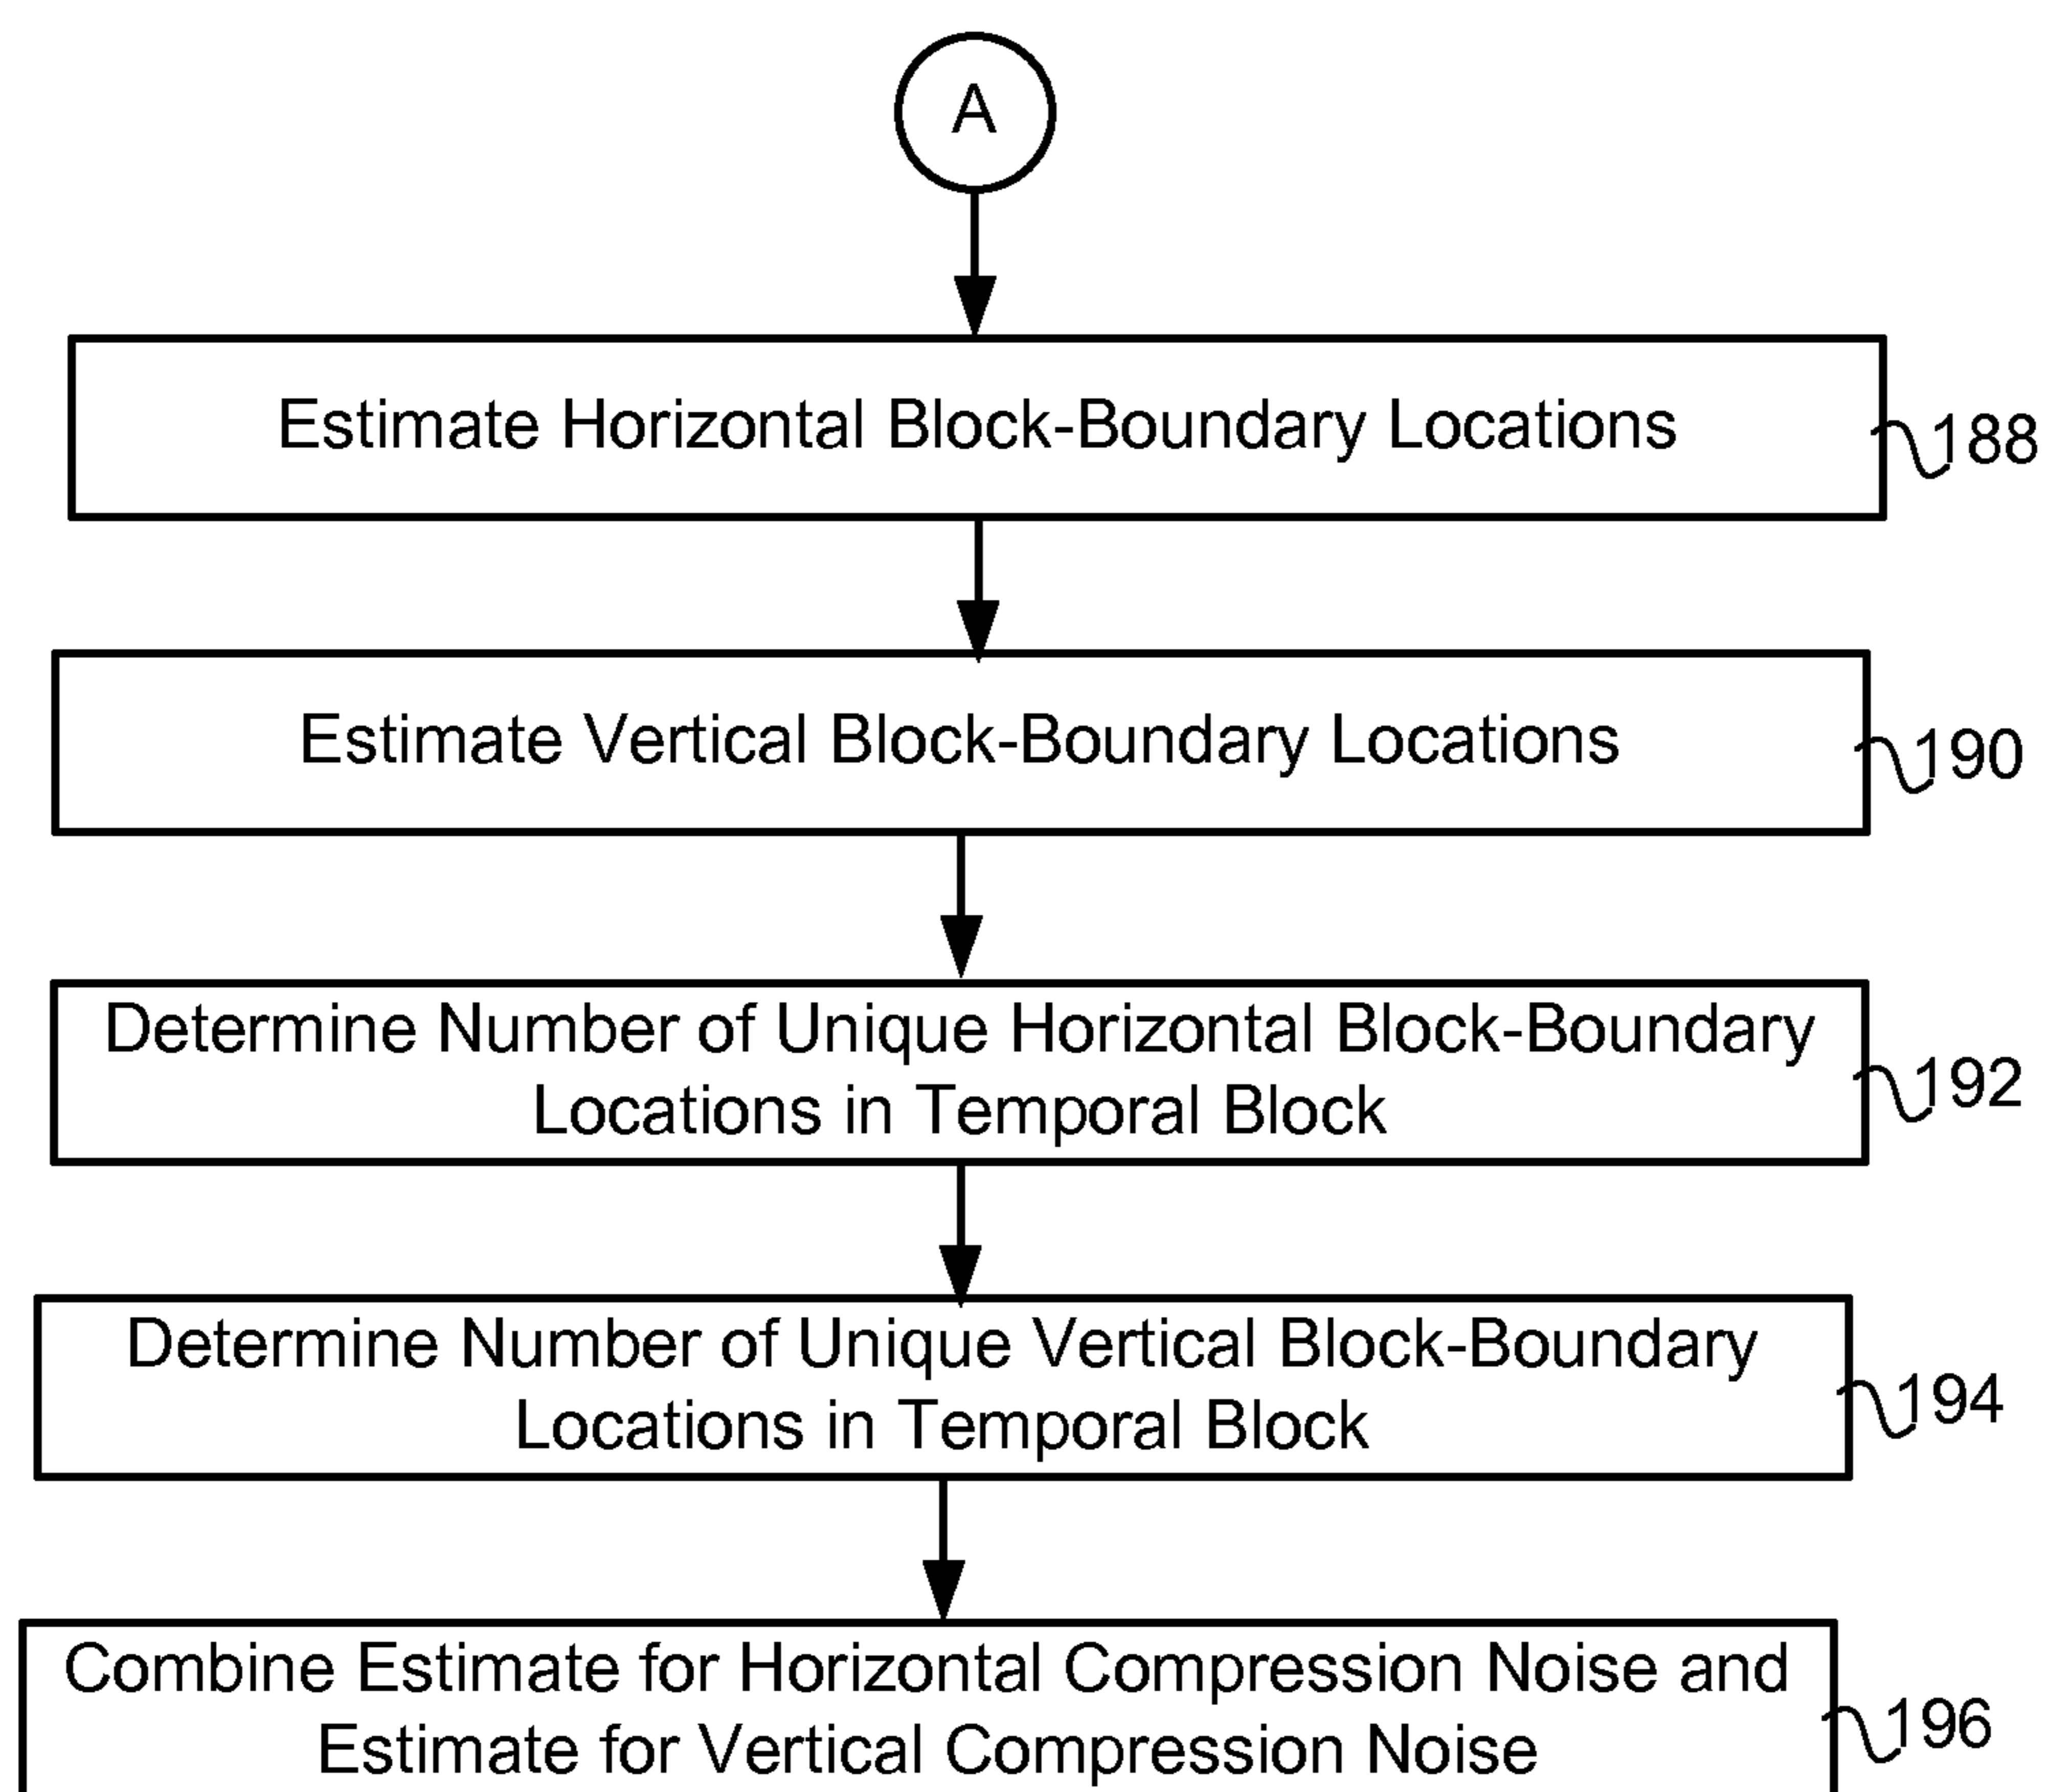 A
Estimate Horizontal Block-Boundary Locations
188
Estimate Vertical Block-Boundary Locations
190
Determine Number of Unique Horizontal Block-Boundary
Locations in Temporal Block
192
Determine Number of Unique Vertical Block-Boundary
Locations in Temporal Block
194
Combine Estimate for Horizontal Compression Noise and
Estimate for Vertical Compression Noise
196